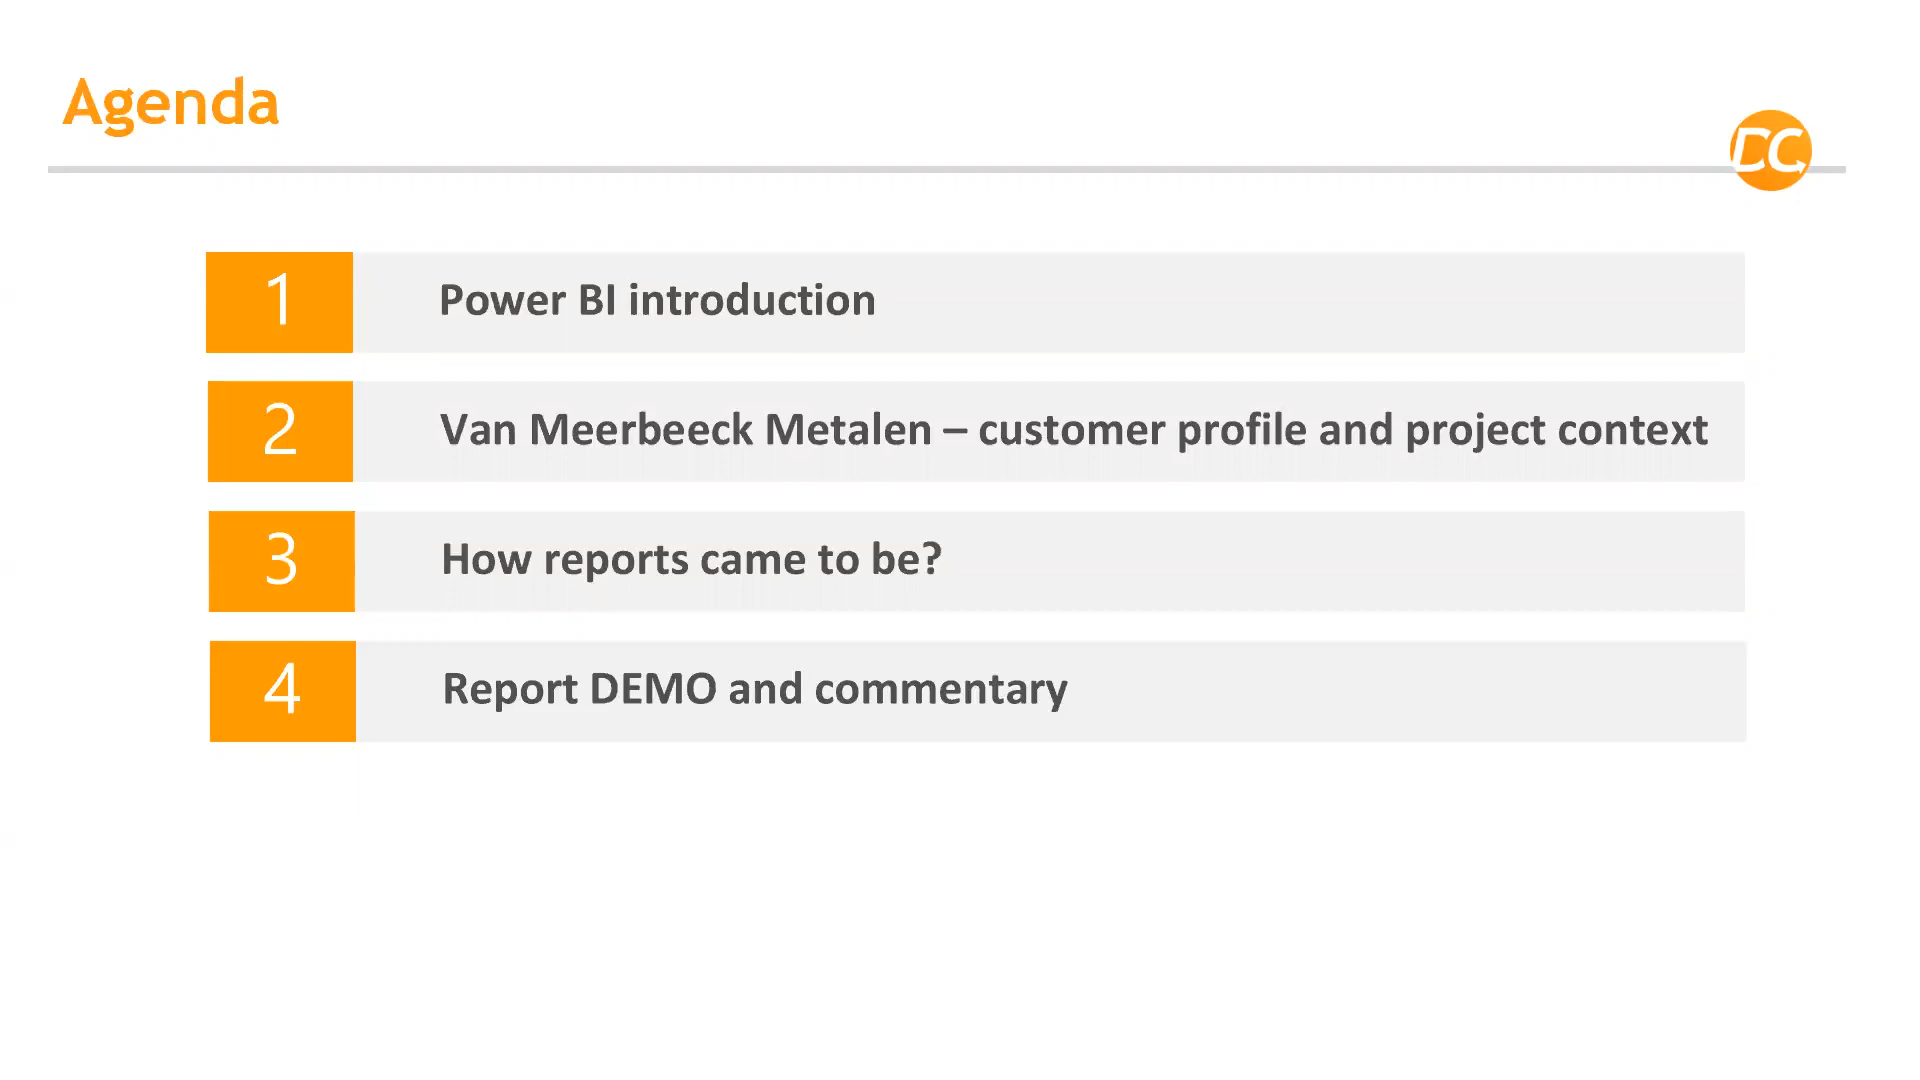 Agenda
DC
1
Power BI introduction
2
Van Meerbeeck Metalen – customer profile and project context
3
How reports came to be?
4
Report DEMO and commentary